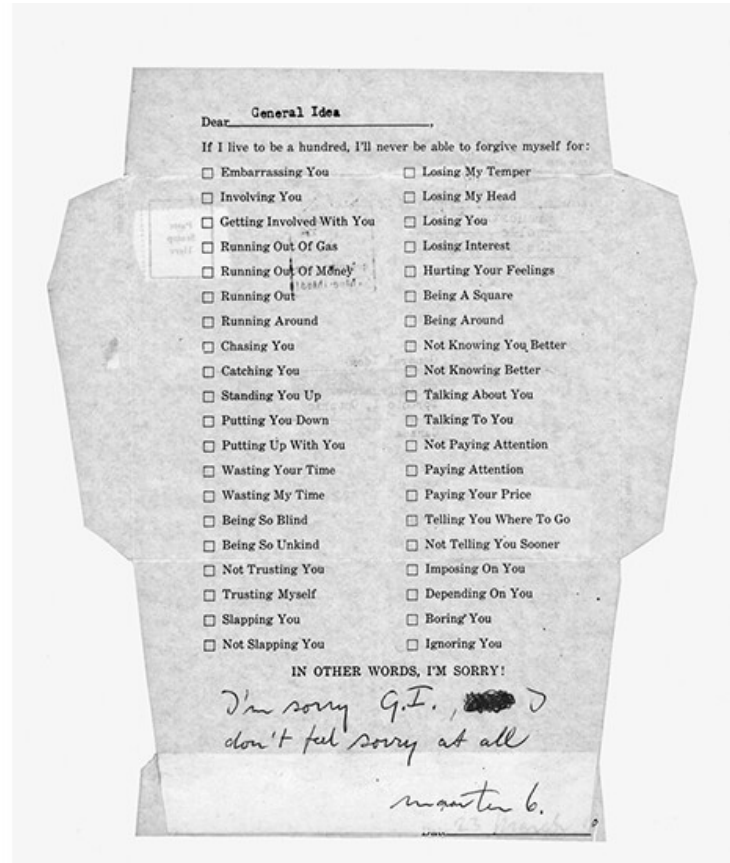 General Idea
Dear ,
If I live to be a hundred, I'll never be able to forgive myself for:
☐ Embarrassing You ☐ Losing My Temper
☐ Involving You ☐ Losing My Head
☐ Getting Involved With You ☐ Losing You
☐ Running Out Of Gas ☐ Losing Interest
☐ Running Out Of Money ☐ Hurting Your Feelings
☐ Running Out ☐ Being A Square
☐ Running Around ☐ Being Around
☐ Chasing You ☐ Not Knowing You Better
☐ Catching You ☐ Not Knowing Better
☐ Standing You Up ☐ Talking About You
☐ Putting You Down ☐ Talking To You
☐ Putting Up With You ☐ Not Paying Attention
☐ Wasting Your Time ☐ Paying Attention
☐ Wasting My Time ☐ Paying Your Price
☐ Being So Blind ☐ Telling You Where To Go
☐ Being So Unkind ☐ Not Telling You Sooner
☐ Not Trusting You ☐ Imposing On You
☐ Trusting Myself ☐ Depending On You
☐ Slapping You ☐ Boring You
☐ Not Slapping You ☐ Ignoring You
IN OTHER WORDS, I'M SORRY!
I'm sorry G.I., I
don't feel sorry at all
maarten b.
23 March